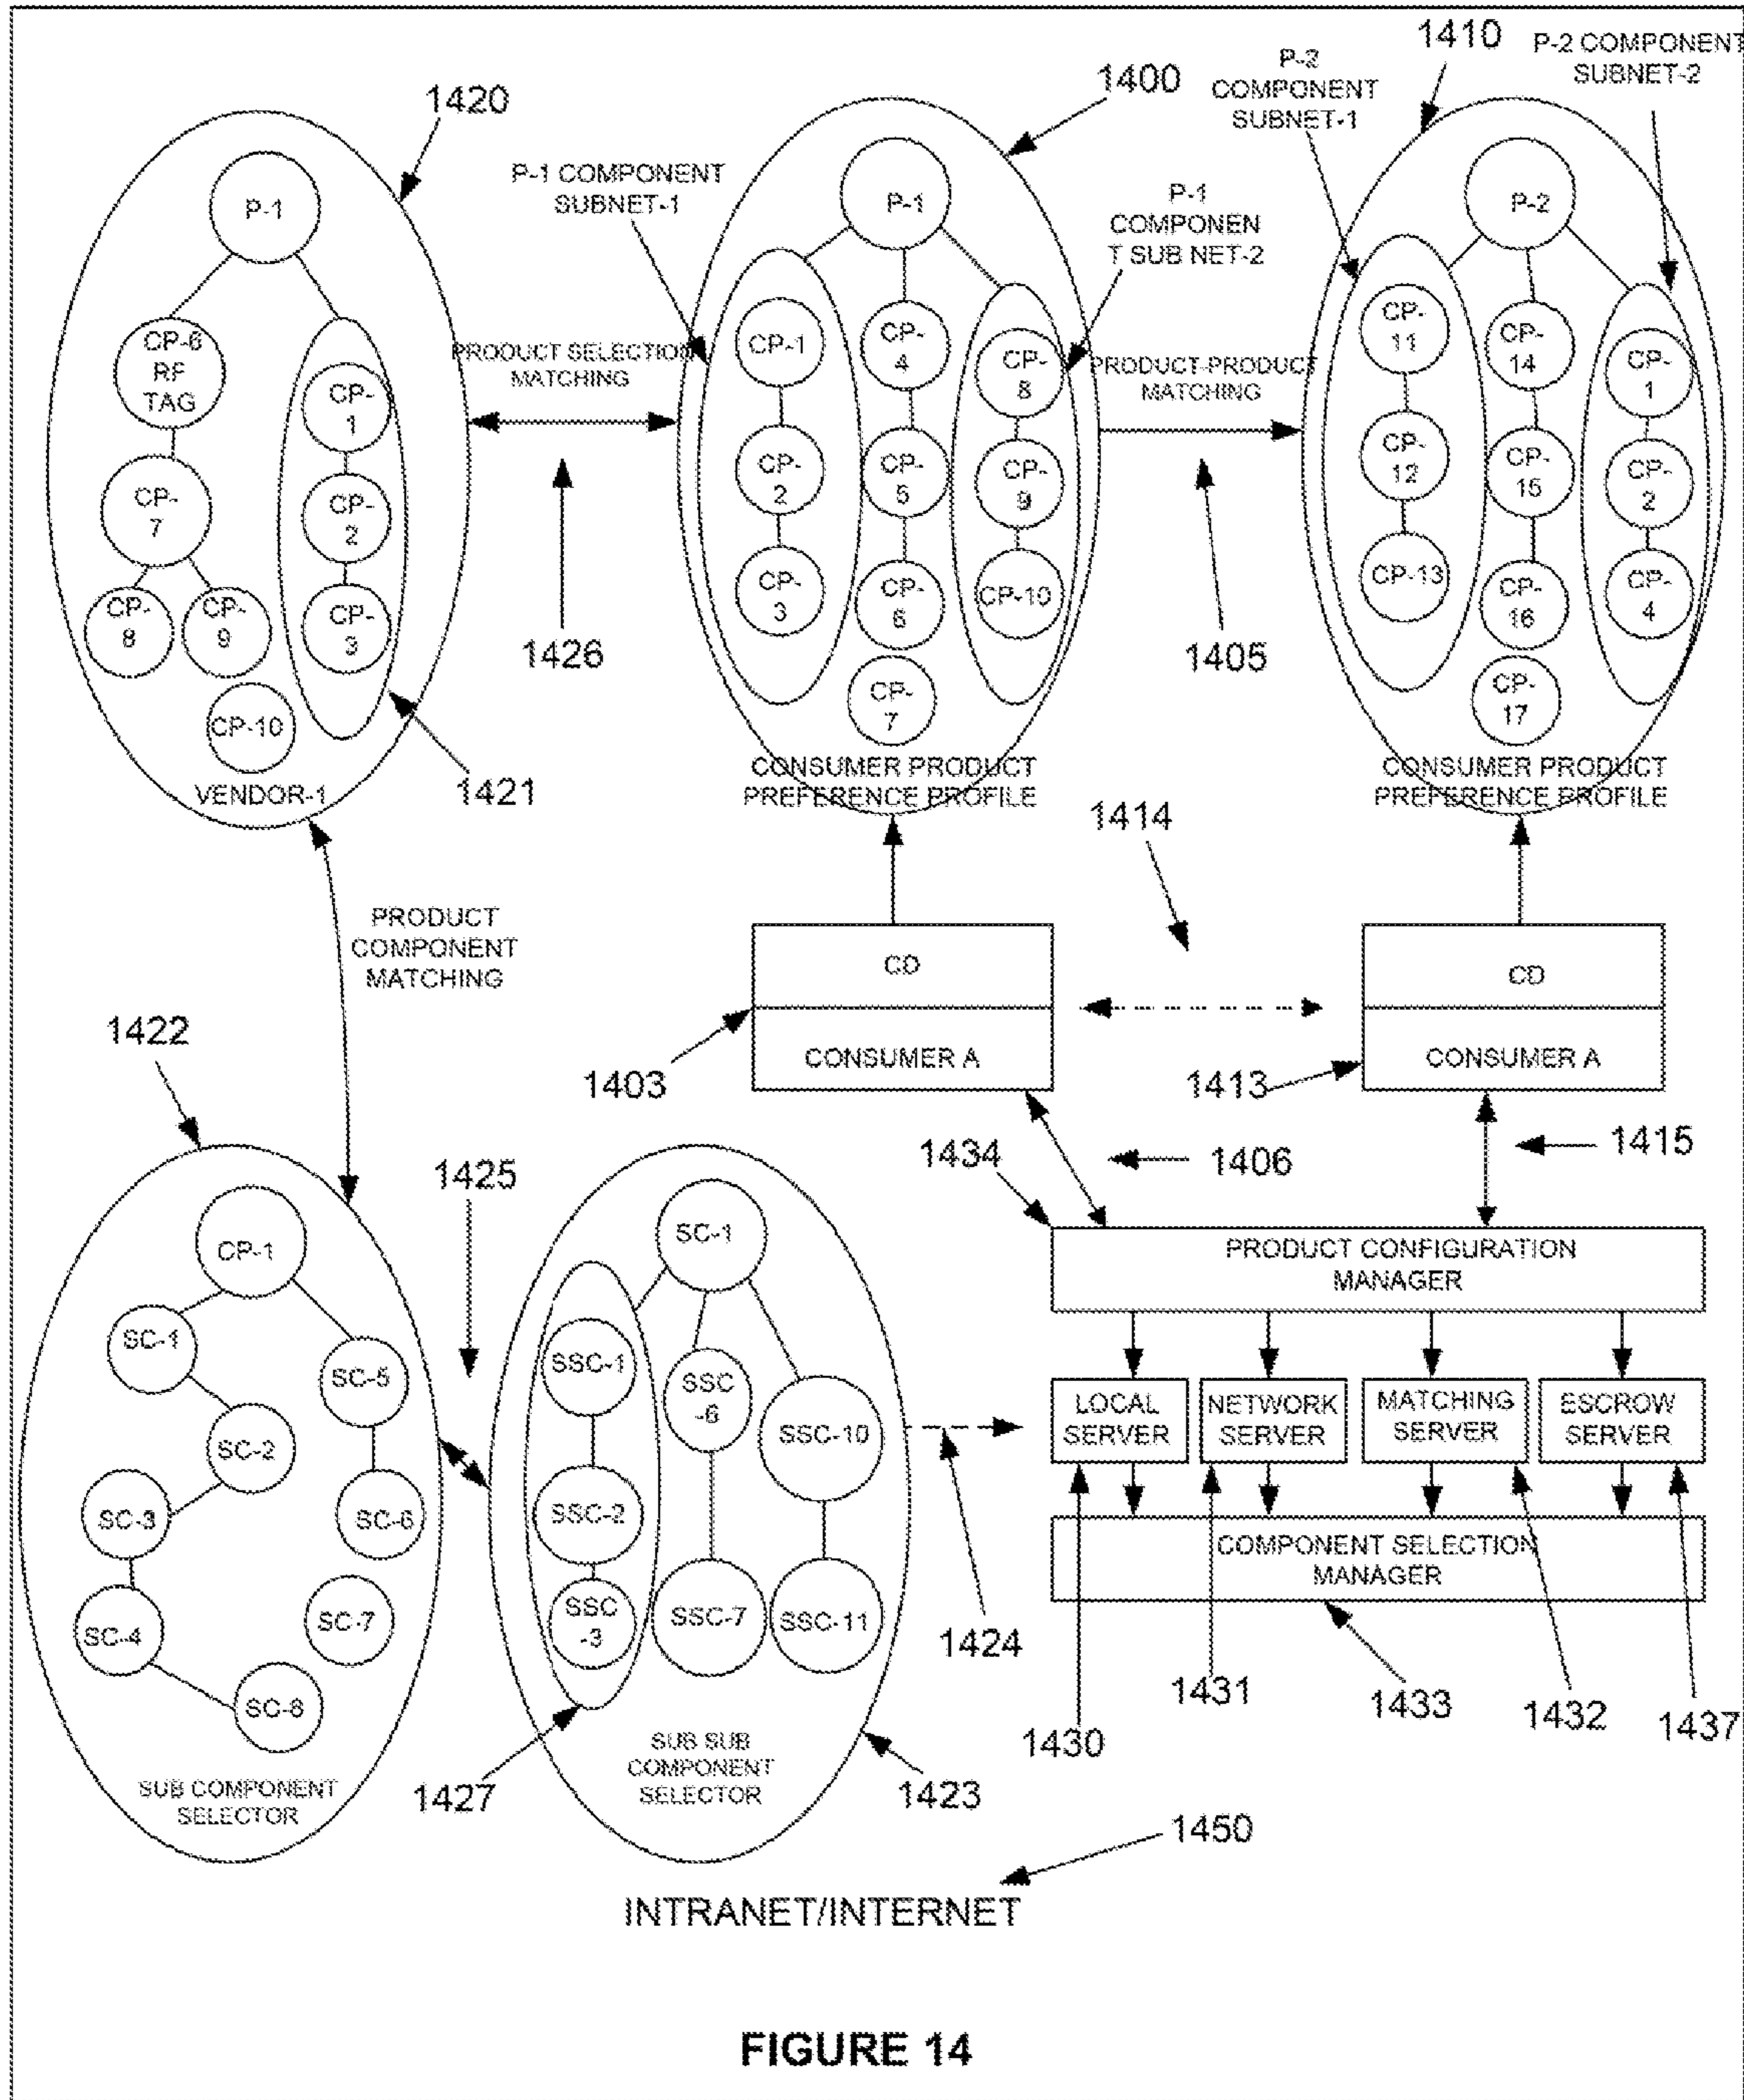 1410
P-2 COMPONENT
SUBNET-2
P-2
COMPONENT
SUBNET-1
1400
1420
P-1 COMPONENT
SUBNET-1
P-1
COMPONEN
T SUB NET-2
P-1
CP-6
RF
TAG
CP-
7
CP-
8
CP-
9
CP-10
CP-
1
CP-
2
CP-
3
VENDOR-1
1421
PRODUCT SELECTION
MATCHING
1426
P-1
CP-1
CP-
2
CP-
3
CP-
4
CP-
5
CP-
6
CP-
7
CP-
8
CP-
9
CP-10
CONSUMER PRODUCT
PREFERENCE PROFILE
PRODUCT-PRODUCT
MATCHING
1405
P-2
CP-
11
CP-
12
CP-13
CP-
14
CP-
15
CP-
16
CP-
17
CP-
1
CP-
2
CP-
4
CONSUMER PRODUCT
PREFERENCE PROFILE
1414
PRODUCT
COMPONENT
MATCHING
CD
CONSUMER A
1403
CD
CONSUMER A
1413
1422
1425
1434
1406
1415
CP-1
SC-1
SC-5
SC-2
SC-3
SC-6
SC-4
SC-7
SC-8
SUB COMPONENT
SELECTOR
SC-1
SSC-1
SSC
-6
SSC-10
SSC-2
SSC
-3
SSC-7
SSC-11
SUB SUB
COMPONENT
SELECTOR
1427
1423
1424
PRODUCT CONFIGURATION
MANAGER
LOCAL
SERVER
NETWORK
SERVER
MATCHING
SERVER
ESCROW
SERVER
COMPONENT SELECTION
MANAGER
1430
1431
1433
1432
1437
1450
INTRANET/INTERNET
FIGURE 14